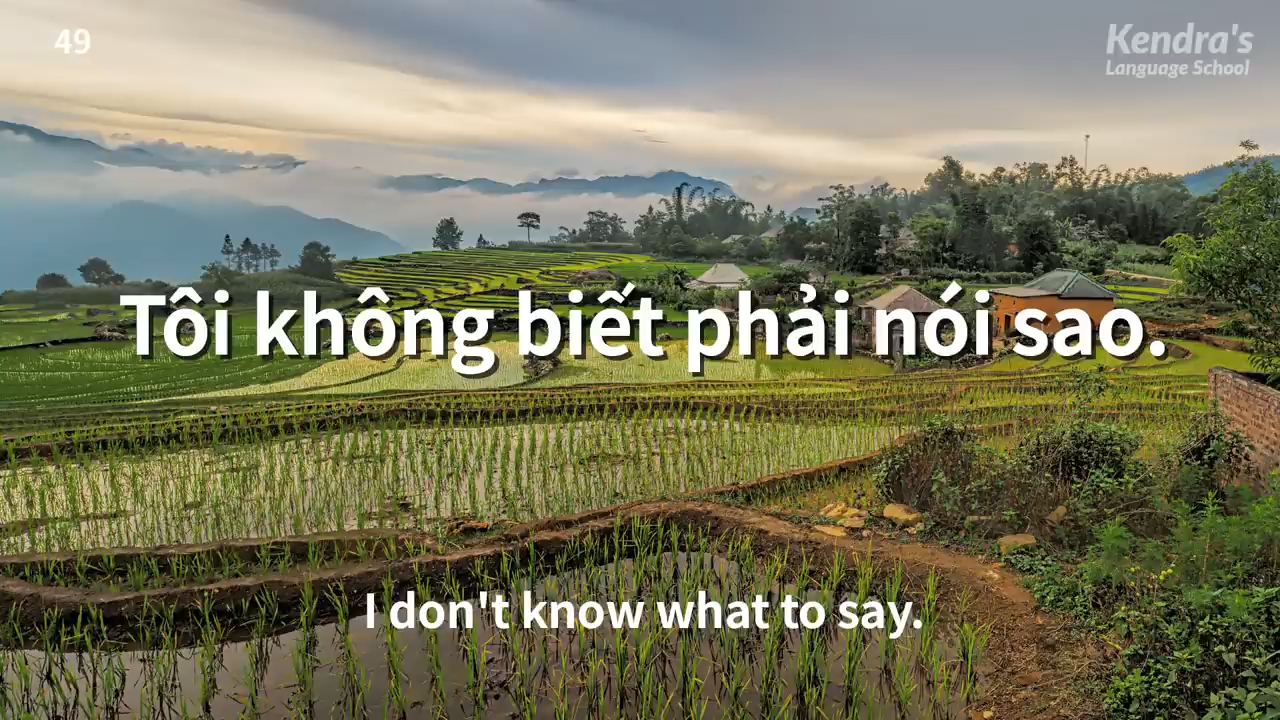 49
Kendra's
Language School
Tôi không biết phải nói sao.
I don't know what to say.